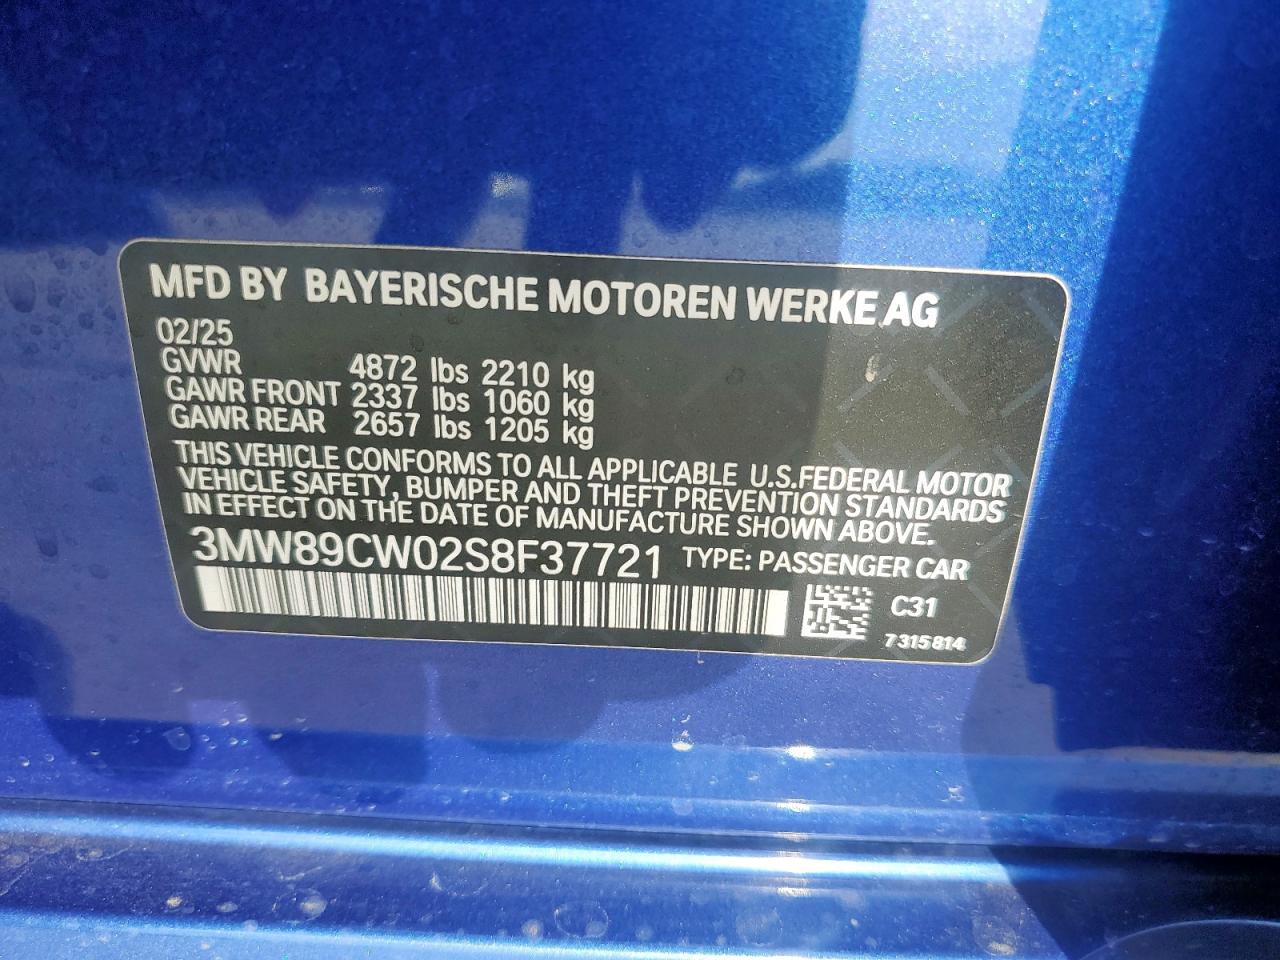 MFD BY BAYERISCHE MOTOREN WERKE AG
02/25
GVWR 4872 lbs 2210 kg
GAWR FRONT 2337 lbs 1060 kg
GAWR REAR 2657 lbs 1205 kg
THIS VEHICLE CONFORMS TO ALL APPLICABLE U.S.FEDERAL MOTOR
VEHICLE SAFETY, BUMPER AND THEFT PREVENTION STANDARDS
IN EFFECT ON THE DATE OF MANUFACTURE SHOWN ABOVE.
3MW89CW02S8F37721 TYPE: PASSENGER CAR
C31
7315814